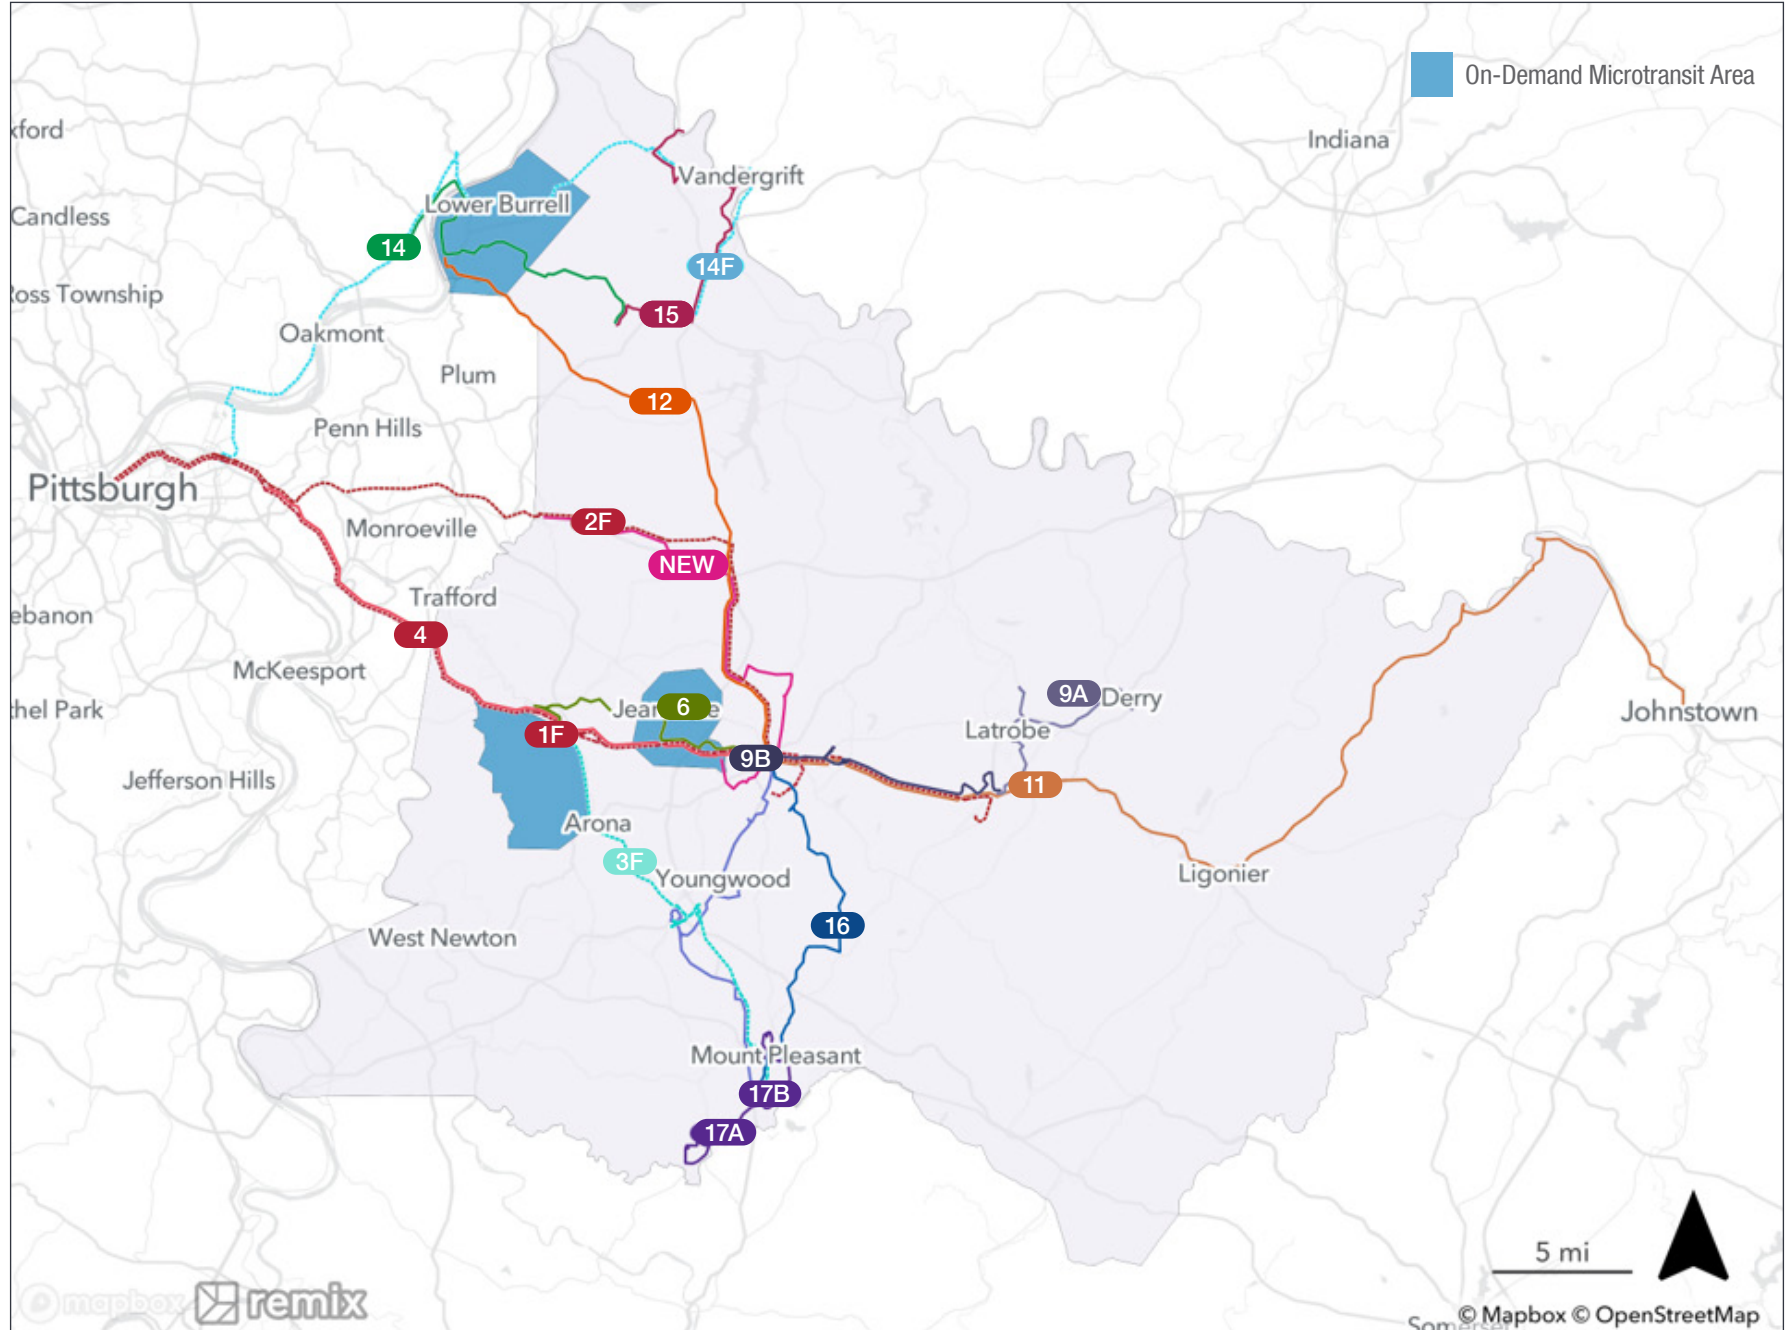 On-Demand Microtransit Area
xford
Indiana
Vandergrift
Lower Burrell
Candless
14
14F
Ross Township
15
Oakmont
Plum
12
Penn Hills
Pittsburgh
2F
Monroeville
NEW
Trafford
ebanon
4
McKeesport
9A
Derry
thel Park
6
Johnstown
Latrobe
1F
9B
Jefferson Hills
11
Arona
3F
Ligonier
Youngwood
16
West Newton
Mount Pleasant
17B
17A
5 mi
mapbox
remix
© Mapbox © OpenStreetMap